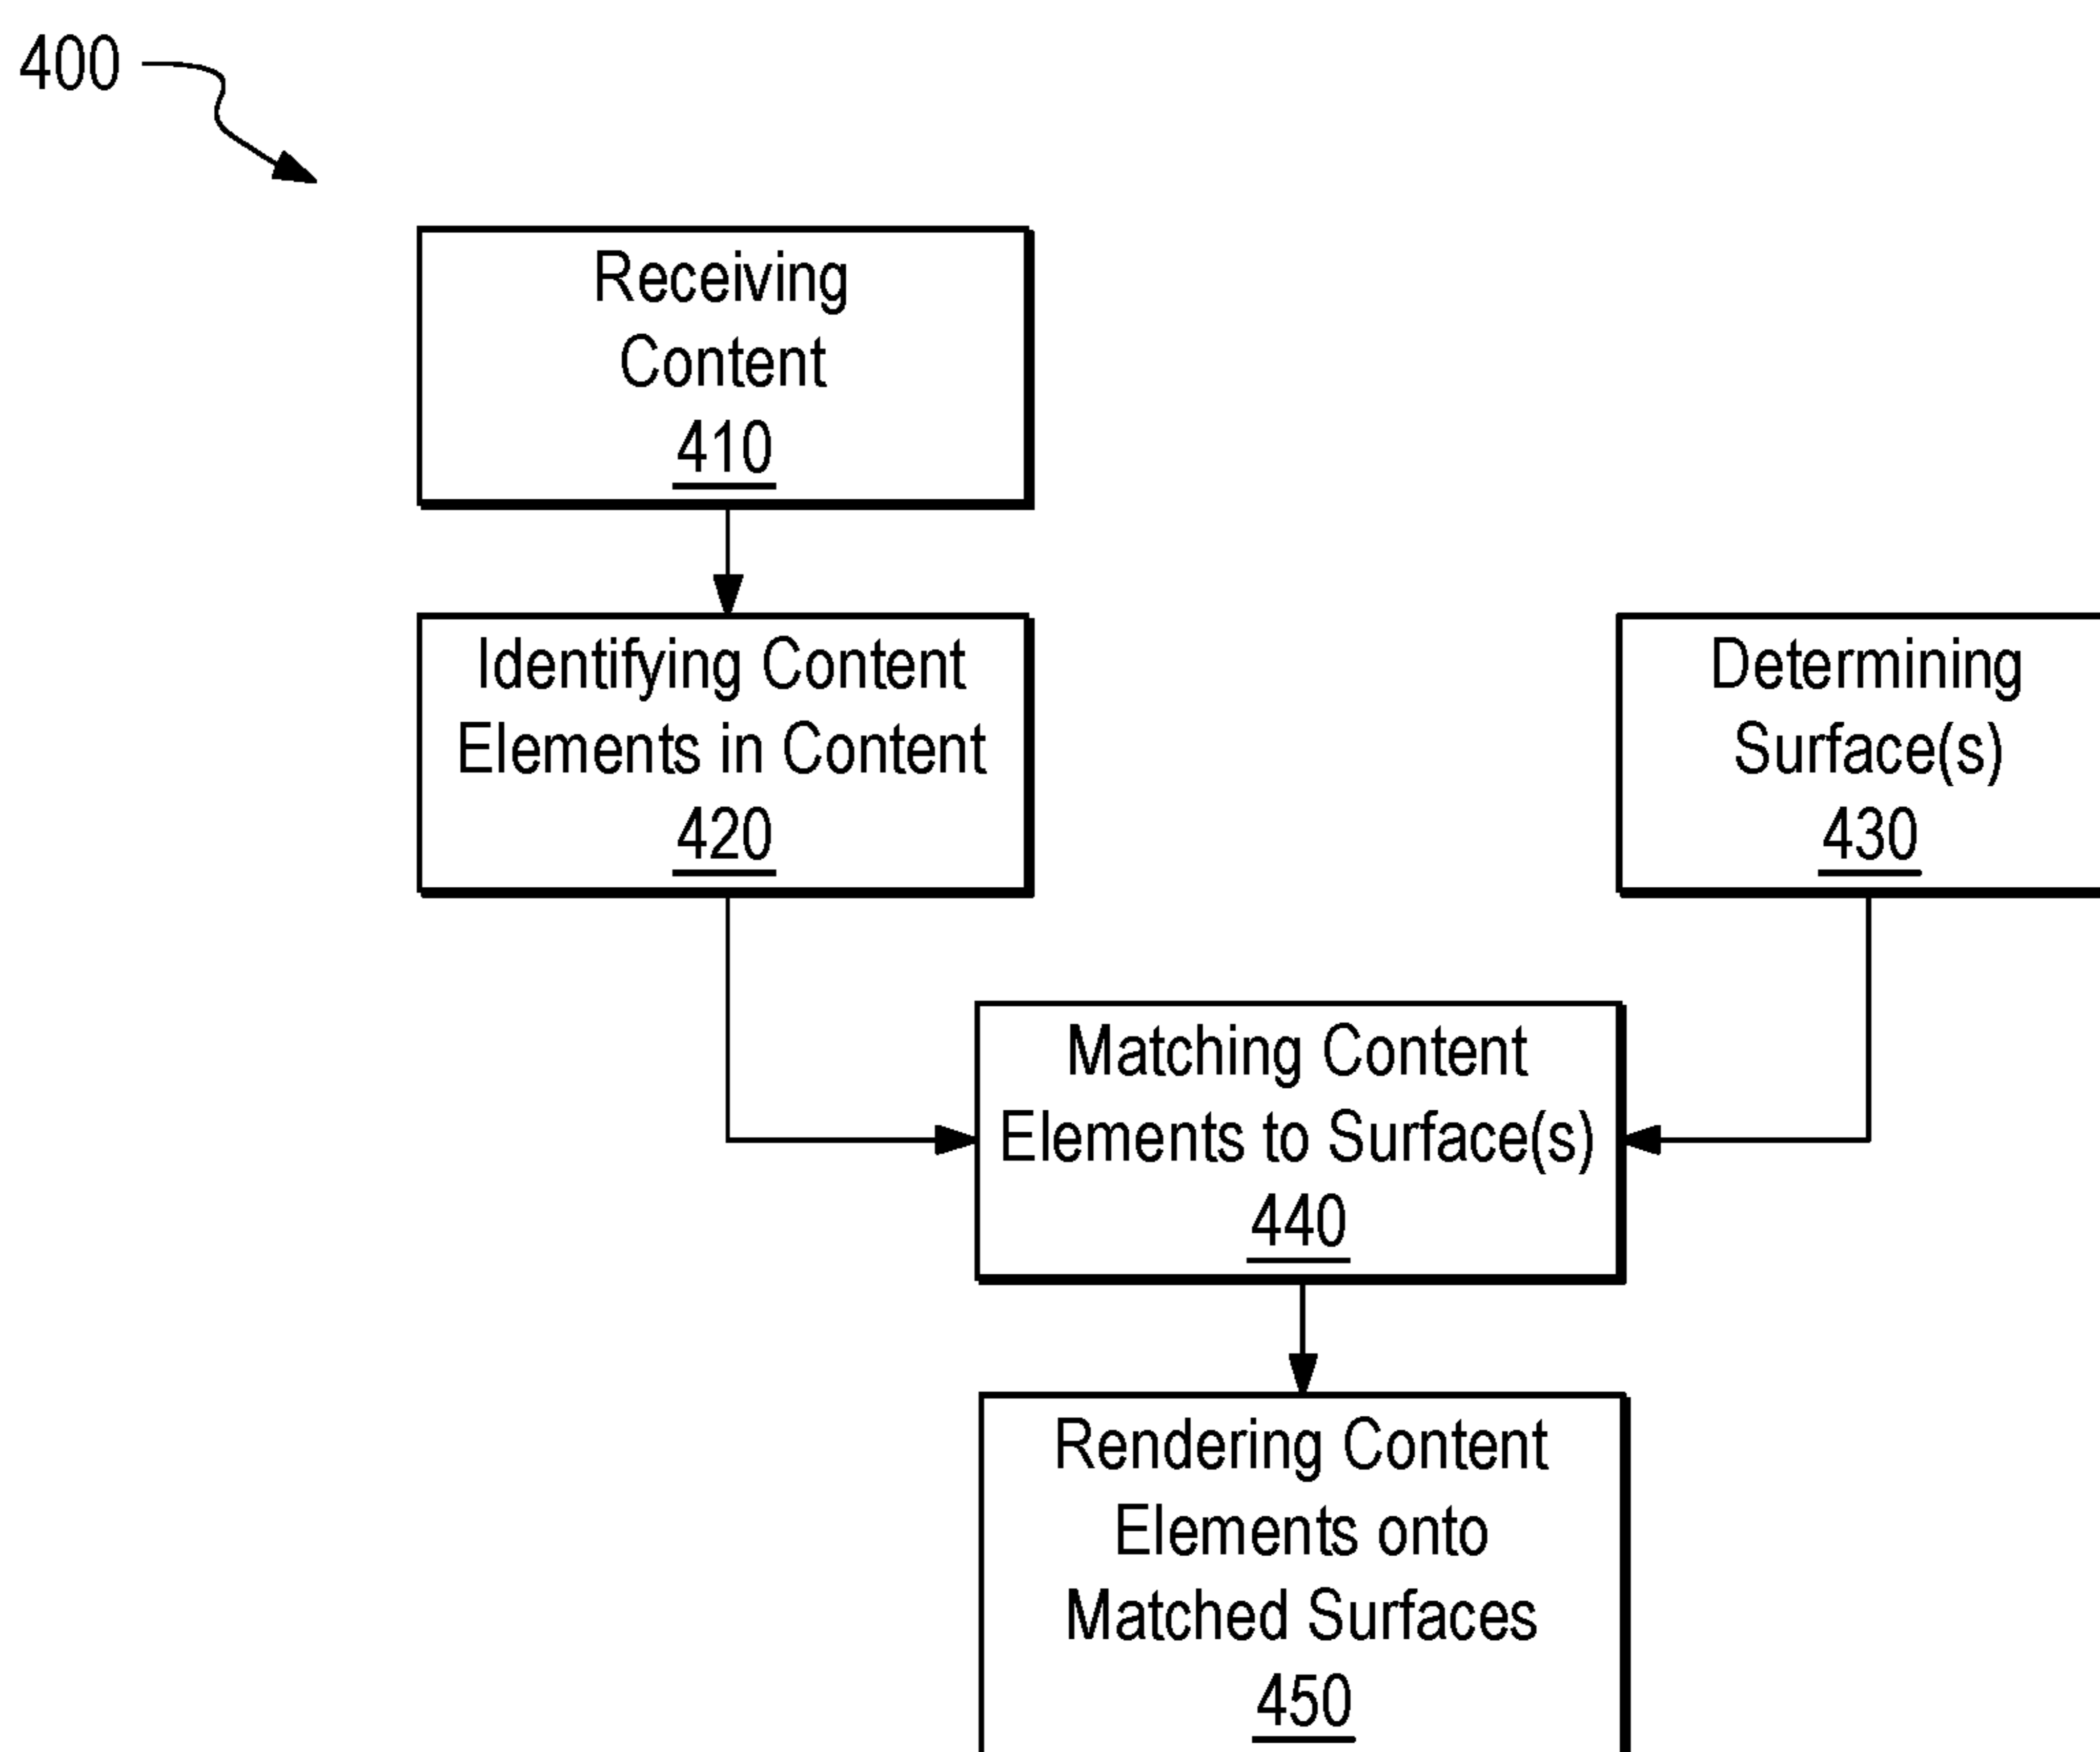 400
Receiving
Content
410
Identifying Content
Elements in Content
420
Determining
Surface(s)
430
Matching Content
Elements to Surface(s)
440
Rendering Content
Elements onto
Matched Surfaces
450